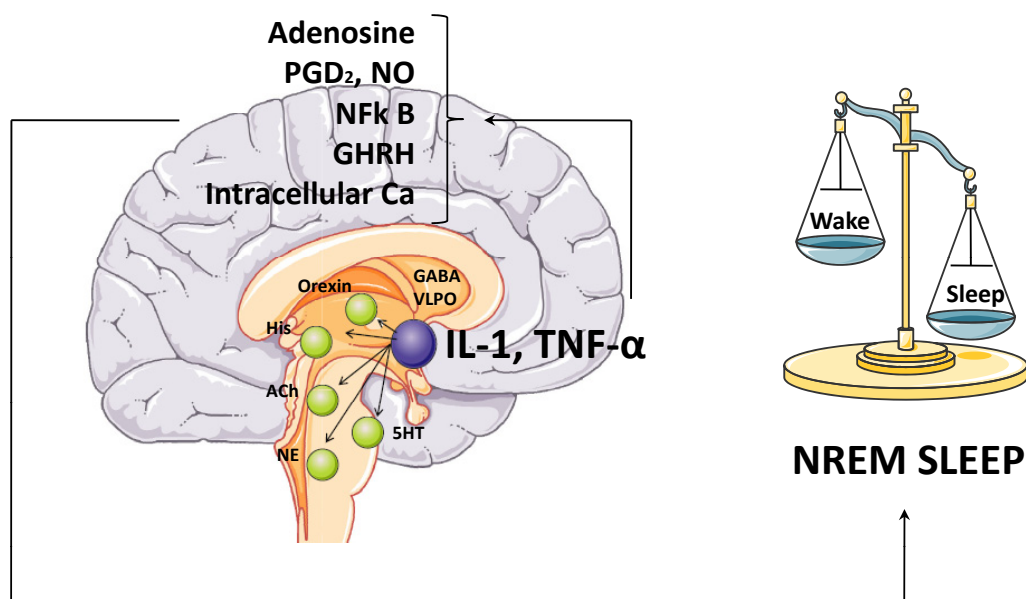 Adenosine
PGD₂, NO
NFk B
GHRH
Intracellular Ca
Orexin
GABA
VLPO
His
IL-1, TNF-α
ACh
5HT
NE
Wake
Sleep
NREM SLEEP